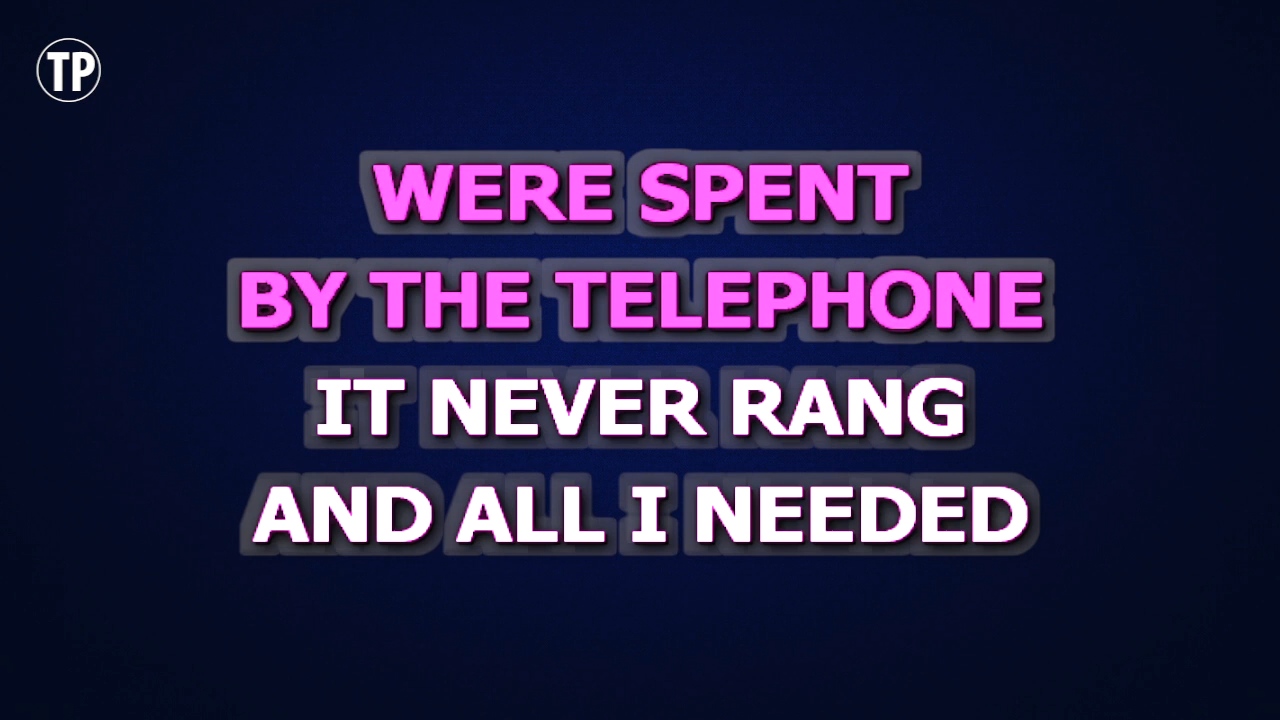 TP
WERE SPENT
BY THE TELEPHONE
IT NEVER RANG
AND ALL I NEEDED